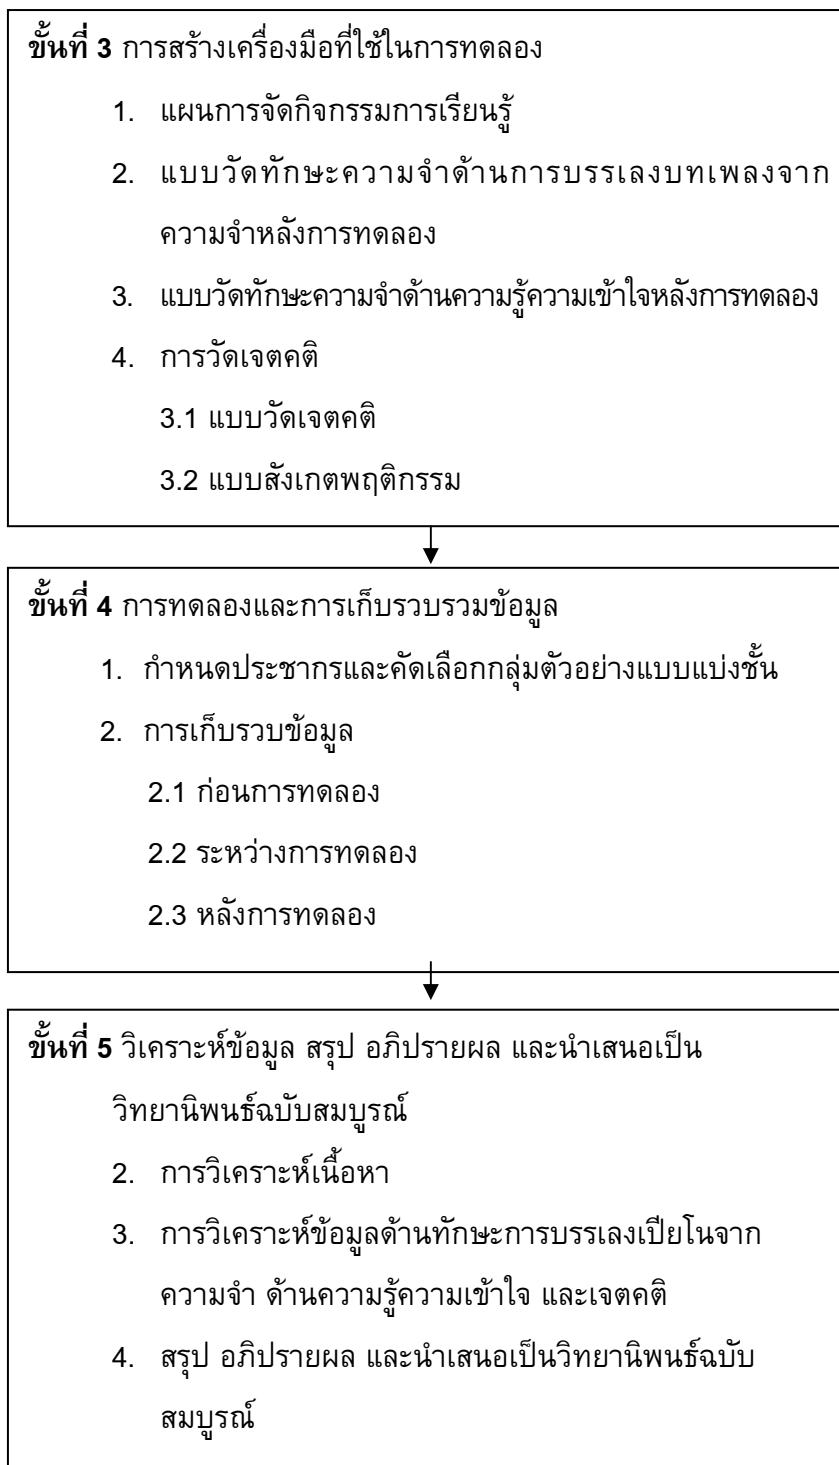 ขั้นที่ 3 การสร้างเครื่องมือที่ใช้ในการทดลอง
1. แผนการจัดกิจกรรมการเรียนรู้
2. แบบวัดทักษะความจำด้านการบรรเลงบทเพลงจาก
ความจำหลังการทดลอง
3. แบบวัดทักษะความจำด้านความรู้ความเข้าใจหลังการทดลอง
4. การวัดเจตคติ
3.1 แบบวัดเจตคติ
3.2 แบบสังเกตพฤติกรรม
ขั้นที่ 4 การทดลองและการเก็บรวบรวมข้อมูล
1. กำหนดประชากรและคัดเลือกกลุ่มตัวอย่างแบบแบ่งชั้น
2. การเก็บรวบข้อมูล
2.1 ก่อนการทดลอง
2.2 ระหว่างการทดลอง
2.3 หลังการทดลอง
ขั้นที่ 5 วิเคราะห์ข้อมูล สรุป อภิปรายผล และนำเสนอเป็น
วิทยานิพนธ์ฉบับสมบูรณ์
2. การวิเคราะห์เนื้อหา
3. การวิเคราะห์ข้อมูลด้านทักษะการบรรเลงเปียโนจาก
ความจำ ด้านความรู้ความเข้าใจ และเจตคติ
4. สรุป อภิปรายผล และนำเสนอเป็นวิทยานิพนธ์ฉบับ
สมบูรณ์